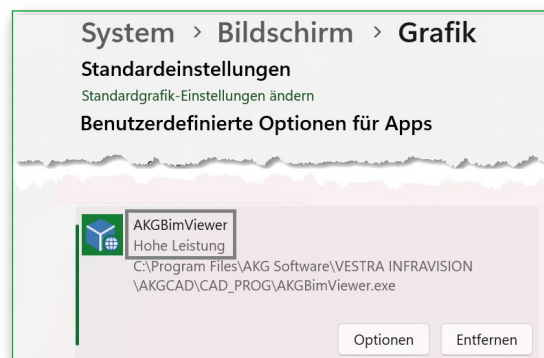 System > Bildschirm > Grafik
Standardeinstellungen
Standardgrafik-Einstellungen ändern
Benutzerdefinierte Optionen für Apps
AKGBimViewer
Hohe Leistung
C:\Program Files\AKG Software\VESTRA INFRAVISION
\AKGCAD\CAD_PROG\AKGBimViewer.exe
Optionen Entfernen